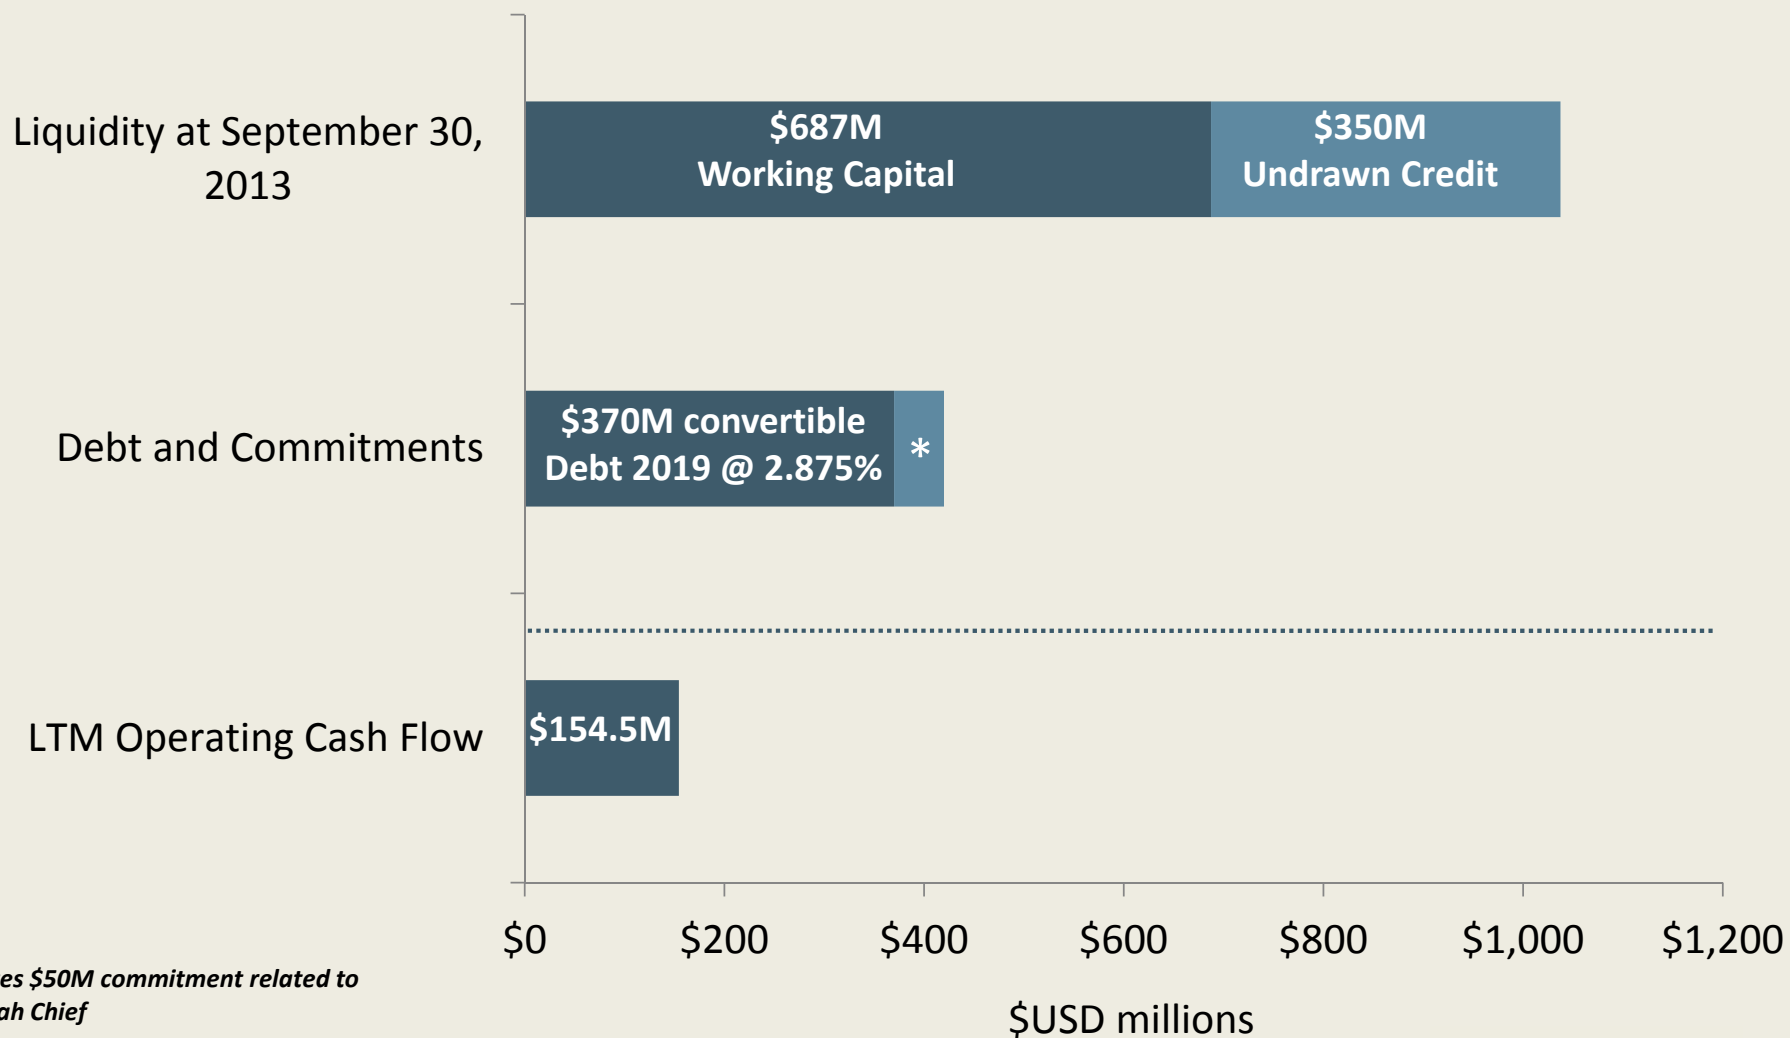 Liquidity at September 30,
2013
$687M
Working Capital
$350M
Undrawn Credit
Debt and Commitments
$370M convertible
Debt 2019 @ 2.875%
*
LTM Operating Cash Flow
$154.5M
$0
$200
$400
$600
$800
$1,000
$1,200
$USD millions
$50M commitment related to
Chief